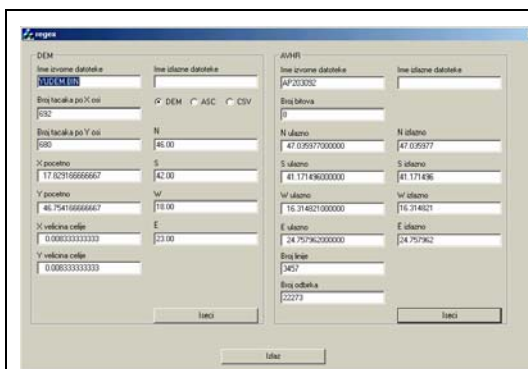 regex
DEM
Ime izvorne datoteke
Ime izlazne datoteke
YUDEM.BIN
Broj tacaka po X osi
DEM ASC CSV
692
Broj tacaka po Y osi
N
680
46.00
X pocetno
S
17.829166666667
42.00
Y pocetno
W
46.754166666667
18.00
X velicina celije
E
0.008333333333
23.00
Y velicina celije
0.008333333333
Iseci
AVHR
Ime izvorne datoteke
Ime izlazne datoteke
AP203092
Broj bitova
0
N ulazno
N izlazno
47.035977000000
47.035977
S ulazno
S izlazno
41.171496000000
41.171496
W ulazno
W izlazno
16.314821000000
16.314821
E ulazno
E izlazno
24.757962000000
24.757962
Broj linije
3457
Broj odbirka
22273
Iseci
Izlaz